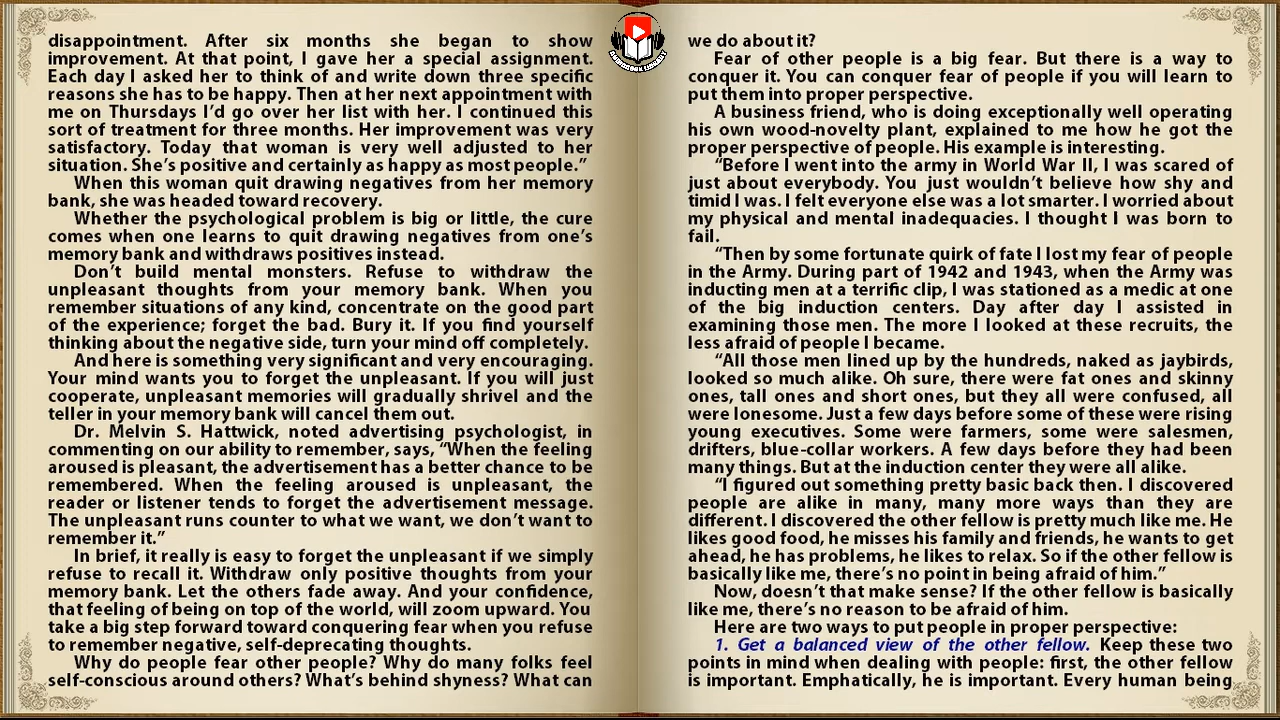 disappointment. After six months she began to show
improvement. At that point, I gave her a special assignment.
Each day I asked her to think of and write down three specific
reasons she has to be happy. Then at her next appointment with
me on Thursdays I'd go over her list with her. I continued this
sort of treatment for three months. Her improvement was very
satisfactory. Today that woman is very well adjusted to her
situation. She's positive and certainly as happy as most people.”
When this woman quit drawing negatives from her memory
bank, she was headed toward recovery.
Whether the psychological problem is big or little, the cure
comes when one learns to quit drawing negatives from one's
memory bank and withdraws positives instead.
Don't build mental monsters. Refuse to withdraw the
unpleasant thoughts from your memory bank. When you
remember situations of any kind, concentrate on the good part
of the experience; forget the bad. Bury it. If you find yourself
thinking about the negative side, turn your mind off completely.
And here is something very significant and very encouraging.
Your mind wants you to forget the unpleasant. If you will just
cooperate, unpleasant memories will gradually shrivel and the
teller in your memory bank will cancel them out.
Dr. Melvin S. Hattwick, noted advertising psychologist, in
commenting on our ability to remember, says, “When the feeling
aroused is pleasant, the advertisement has a better chance to be
remembered. When the feeling aroused is unpleasant, the
reader or listener tends to forget the advertisement message.
The unpleasant runs counter to what we want, we don't want to
remember it.”
In brief, it really is easy to forget the unpleasant if we simply
refuse to recall it. Withdraw only positive thoughts from your
memory bank. Let the others fade away. And your confidence,
that feeling of being on top of the world, will zoom upward. You
take a big step forward toward conquering fear when you refuse
to remember negative, self-deprecating thoughts.
Why do people fear other people? Why do many folks feel
self-conscious around others? What's behind shyness? What can
we do about it?
Fear of other people is a big fear. But there is a way to
conquer it. You can conquer fear of people if you will learn to
put them into proper perspective.
A business friend, who is doing exceptionally well operating
his own wood-novelty plant, explained to me how he got the
proper perspective of people. His example is interesting.
“Before I went into the army in World War II, I was scared of
just about everybody. You just wouldn't believe how shy and
timid I was. I felt everyone else was a lot smarter. I worried about
my physical and mental inadequacies. I thought I was born to
fail.
“Then by some fortunate quirk of fate I lost my fear of people
in the Army. During part of 1942 and 1943, when the Army was
inducting men at a terrific clip, I was stationed as a medic at one
of the big induction centers. Day after day I assisted in
examining those men. The more I looked at these recruits, the
less afraid of people I became.
“All those men lined up by the hundreds, naked as jaybirds,
looked so much alike. Oh sure, there were fat ones and skinny
ones, tall ones and short ones, but they all were confused, all
were lonesome. Just a few days before some of these were rising
young executives. Some were farmers, some were salesmen,
drifters, blue-collar workers. A few days before they had been
many things. But at the induction center they were all alike.
“I figured out something pretty basic back then. I discovered
people are alike in many, many more ways than they are
different. I discovered the other fellow is pretty much like me. He
likes good food, he misses his family and friends, he wants to get
ahead, he has problems, he likes to relax. So if the other fellow is
basically like me, there's no point in being afraid of him.”
Now, doesn't that make sense? If the other fellow is basically
like me, there's no reason to be afraid of him.
Here are two ways to put people in proper perspective:
1. Get a balanced view of the other fellow. Keep these two
points in mind when dealing with people: first, the other fellow
is important. Emphatically, he is important. Every human being